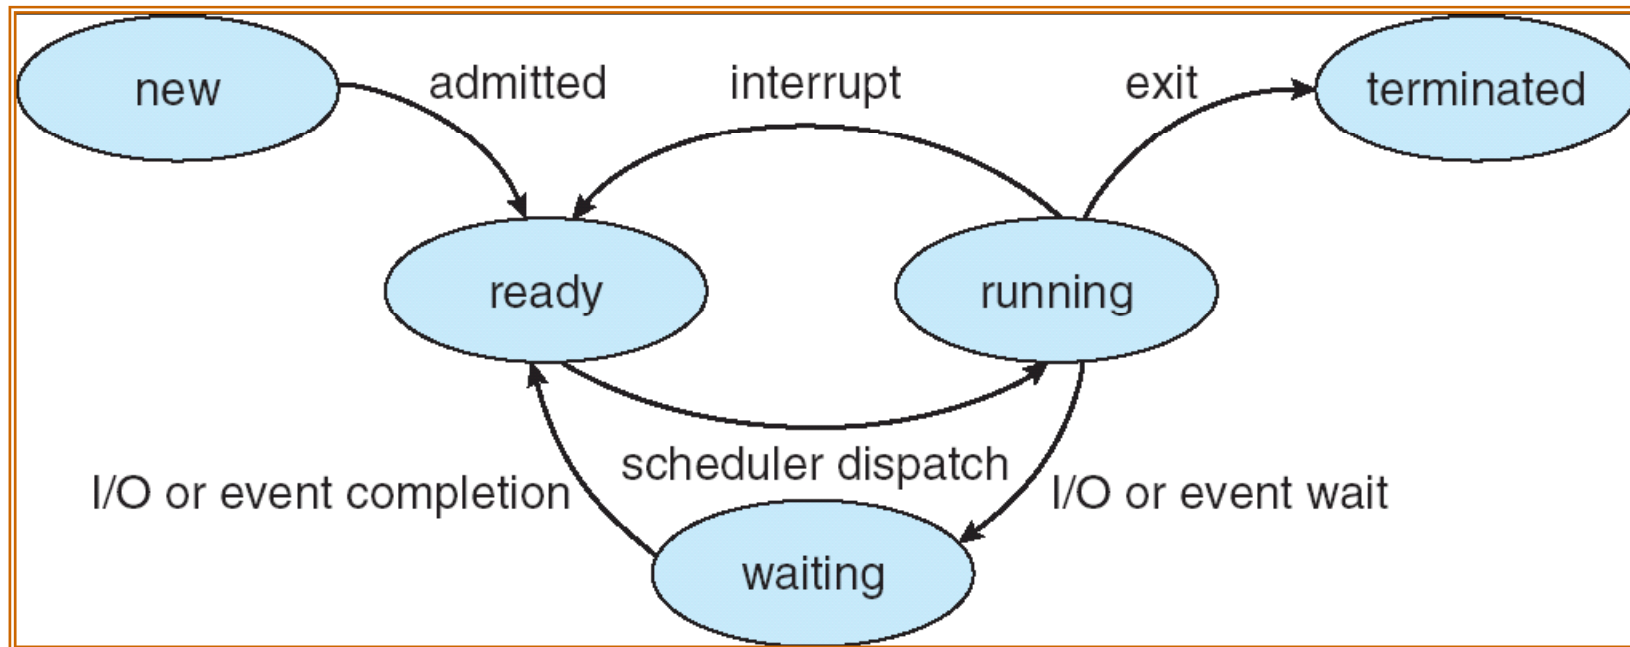 new
admitted
interrupt
exit
terminated
ready
running
scheduler dispatch
I/O or event completion
I/O or event wait
waiting